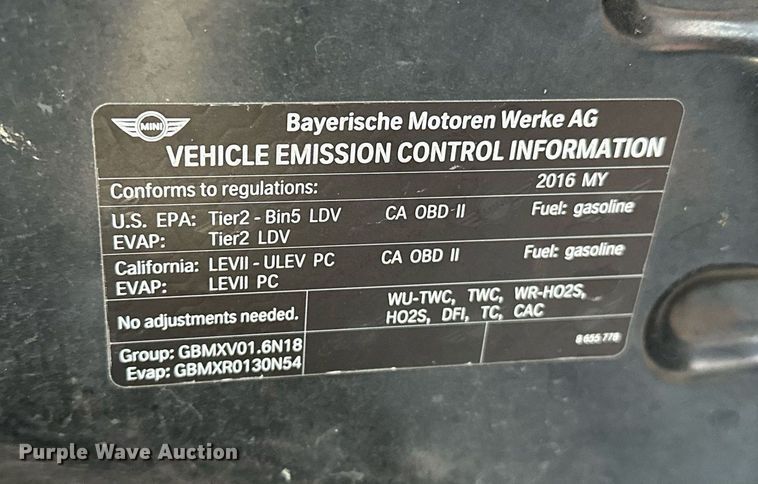 MINI
Bayerische Motoren Werke AG
VEHICLE EMISSION CONTROL INFORMATION
Conforms to regulations: 2016 MY
U.S. EPA: Tier2 - Bin5 LDV CA OBD II Fuel: gasoline
EVAP: Tier2 LDV
California: LEVII - ULEV PC CA OBD II Fuel: gasoline
EVAP: LEVII PC
No adjustments needed.
WU-TWC, TWC, WR-HO2S,
HO2S, DFI, TC, CAC
Group: GBMXV01.6N18
Evap: GBMXR0130N54
8 655 778
Purple Wave Auction